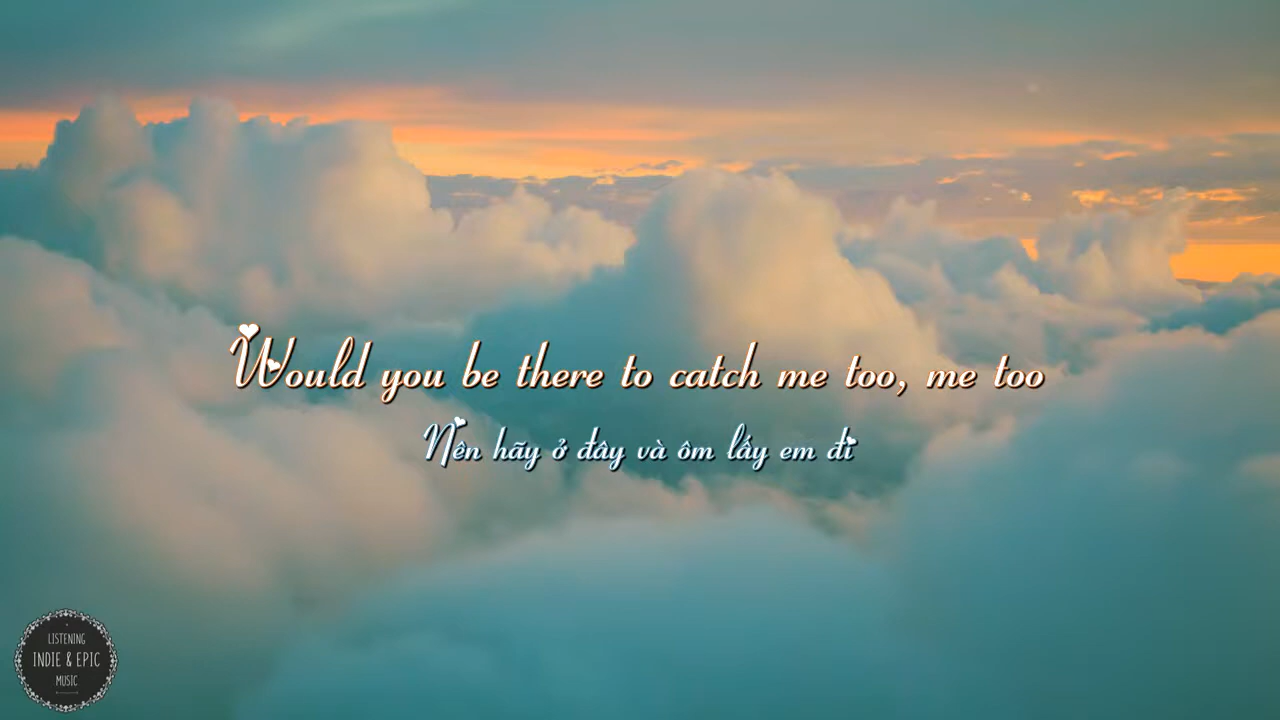 Would you be there to catch me too, me too
Nên hãy ở đây và ôm lấy em đi
LISTENING
INDIE & EPIC
MUSIC